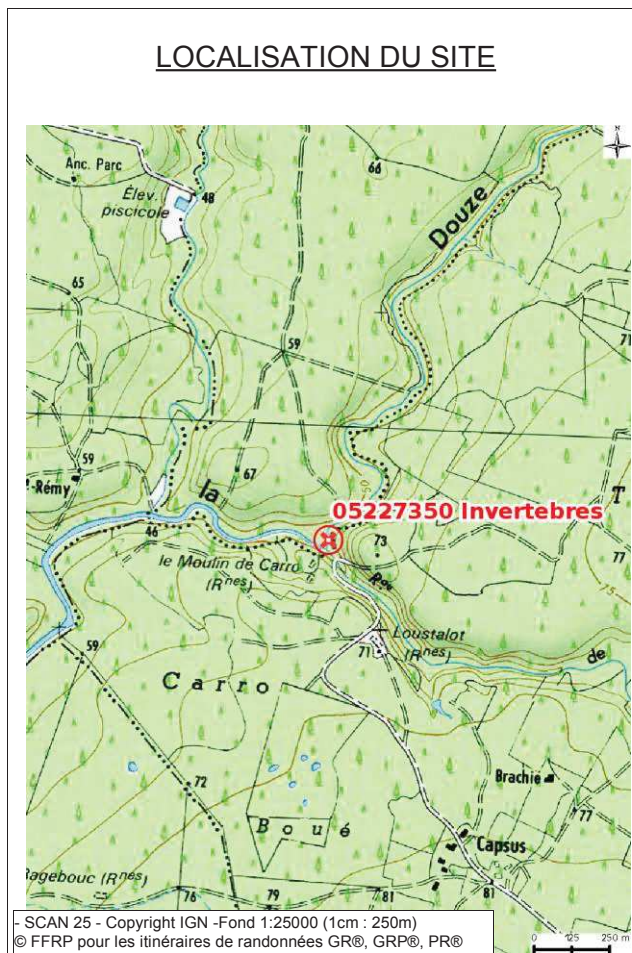 LOCALISATION DU SITE
N
Anc. Parc
66
Élev.
piscicole
48
Douze
65
59
71
59
67
la
T
-Rémy
05227350 Invertebres
46
73
le Moulin de Carro
(Rnes)
77
75
50
Loustalot
(Rnes)
71
de
59
Carro
72
Brachie
77
Boué
Capsus
Ragebouc (Rnes)
76
79
81
81
- SCAN 25 - Copyright IGN -Fond 1:25000 (1cm : 250m)
© FFRP pour les itinéraires de randonnées GR®, GRP®, PR®
0 125 250 m